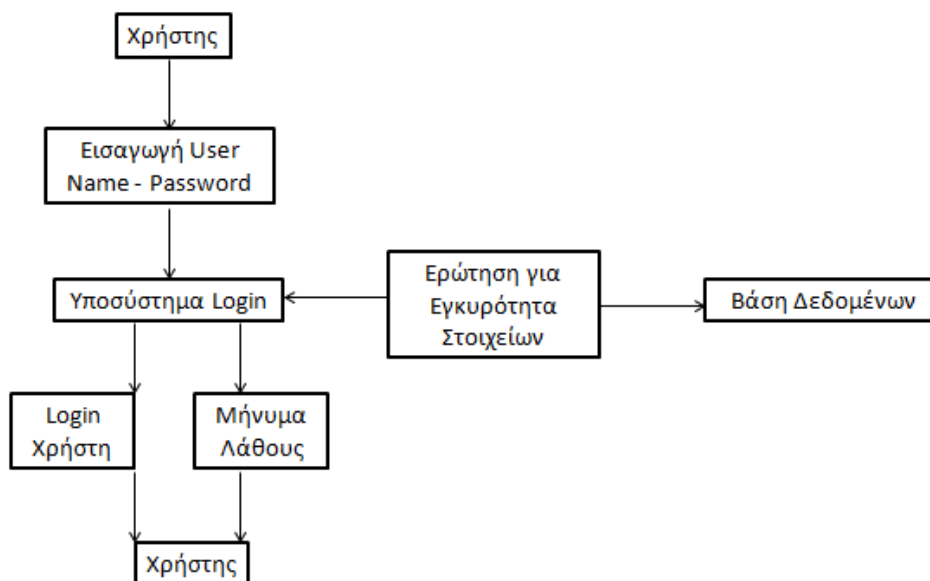 Χρήστης
Εισαγωγή User
Name - Password
Υποσύστημα Login
Ερώτηση για
Εγκυρότητα
Στοιχείων
Βάση Δεδομένων
Login
Χρήστη
Μήνυμα
Λάθους
Χρήστης